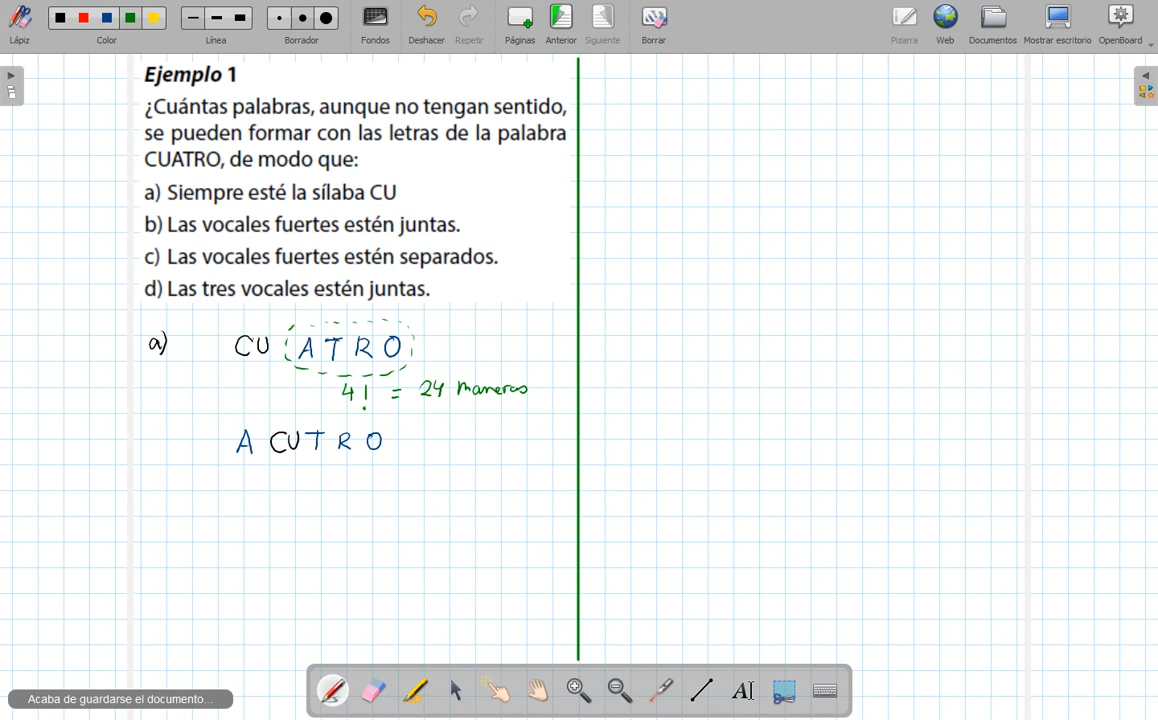 Lápiz
Color
Línea
Borrador
Fondos
Deshacer
Repetir
Páginas
Anterior
Siguiente
Borrar
Pizarra
Web
Documentos
Mostrar escritorio
OpenBoard
Ejemplo 1
¿Cuántas palabras, aunque no tengan sentido,
se pueden formar con las letras de la palabra
CUATRO, de modo que:
a) Siempre esté la sílaba CU
b) Las vocales fuertes estén juntas.
c) Las vocales fuertes estén separados.
d) Las tres vocales estén juntas.
a) CU A T R O
4! = 24 maneras
A CU T R O
Acaba de guardarse el documento...